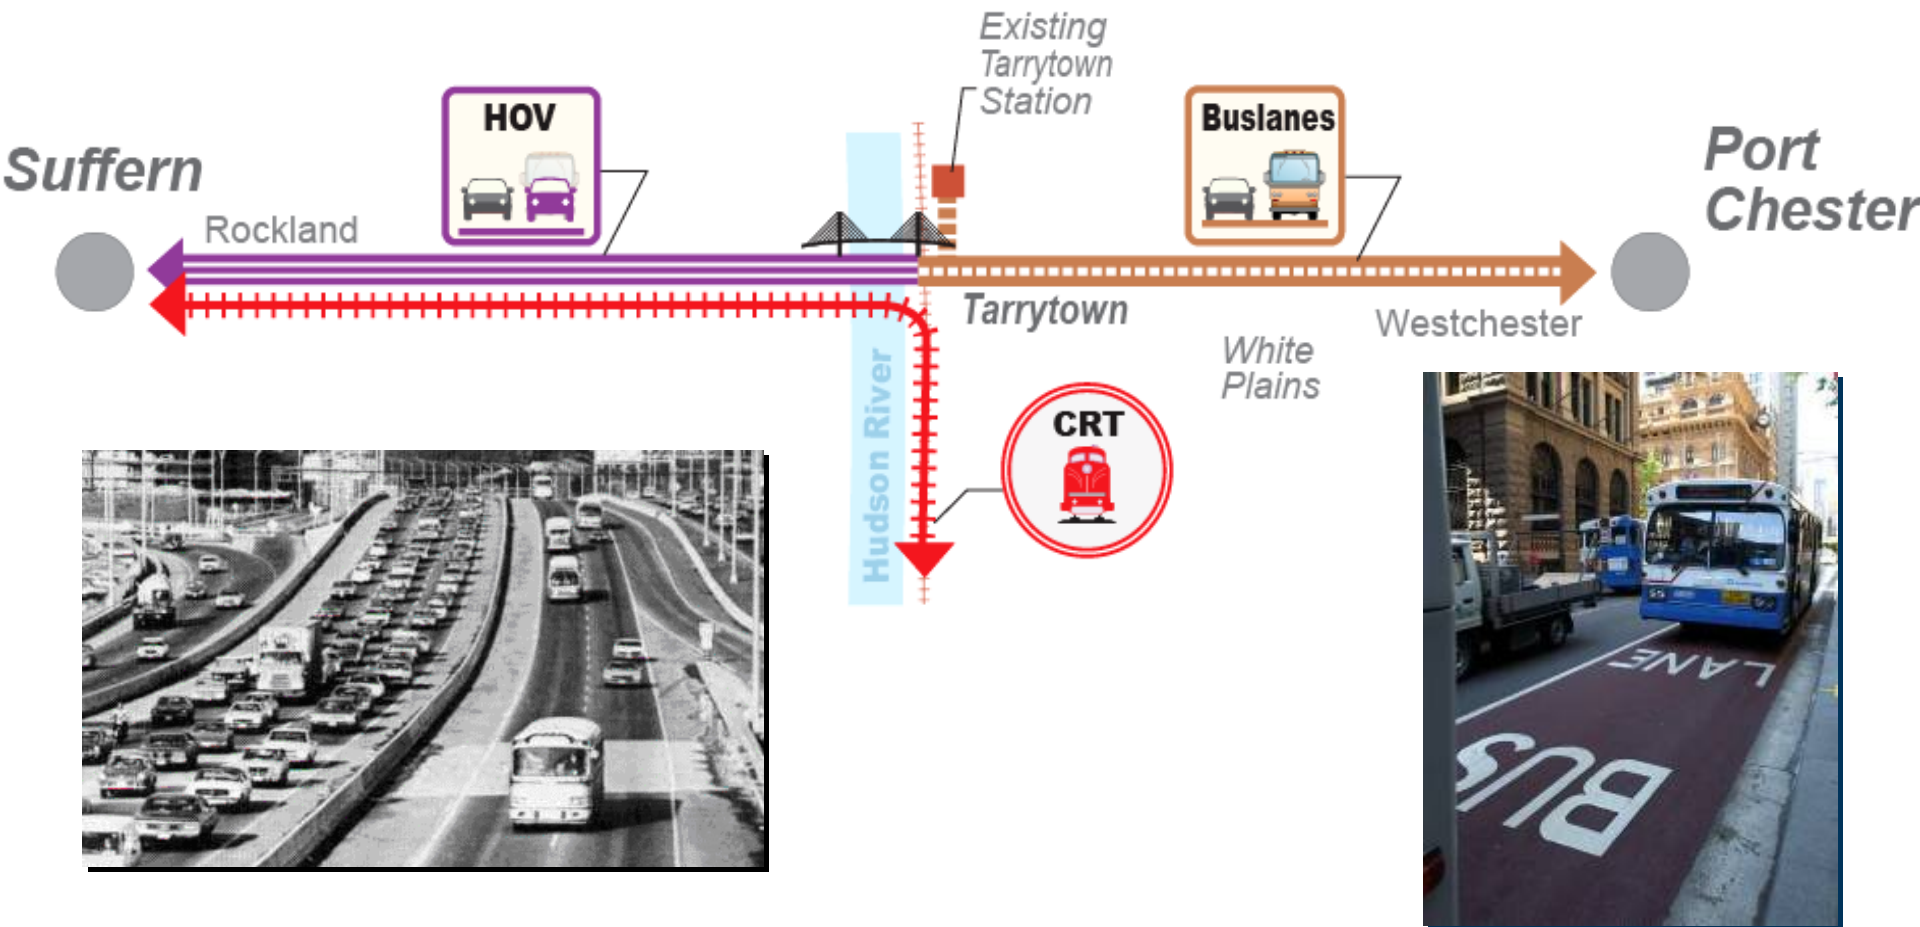 Existing
Tarrytown
Station
HOV
Buslanes
Suffern
Port
Chester
Rockland
Tarrytown
Westchester
White
Plains
Hudson River
CRT
LANE
BUS